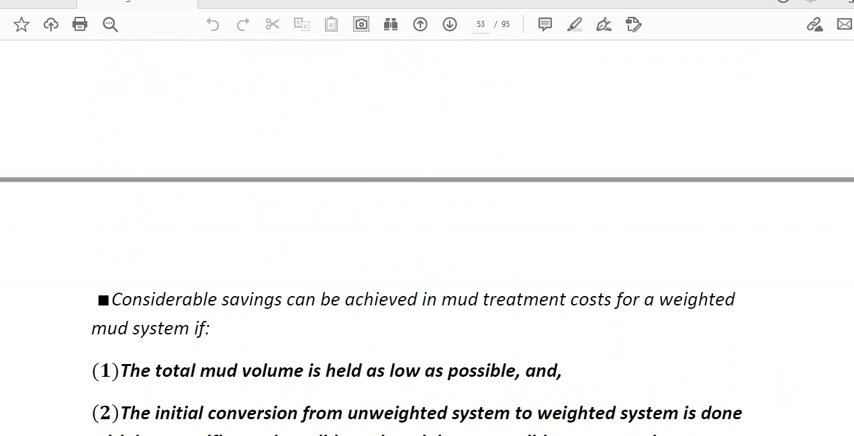 53 / 95
■Considerable savings can be achieved in mud treatment costs for a weighted
mud system if:
(1)The total mud volume is held as low as possible, and,
(2)The initial conversion from unweighted system to weighted system is done